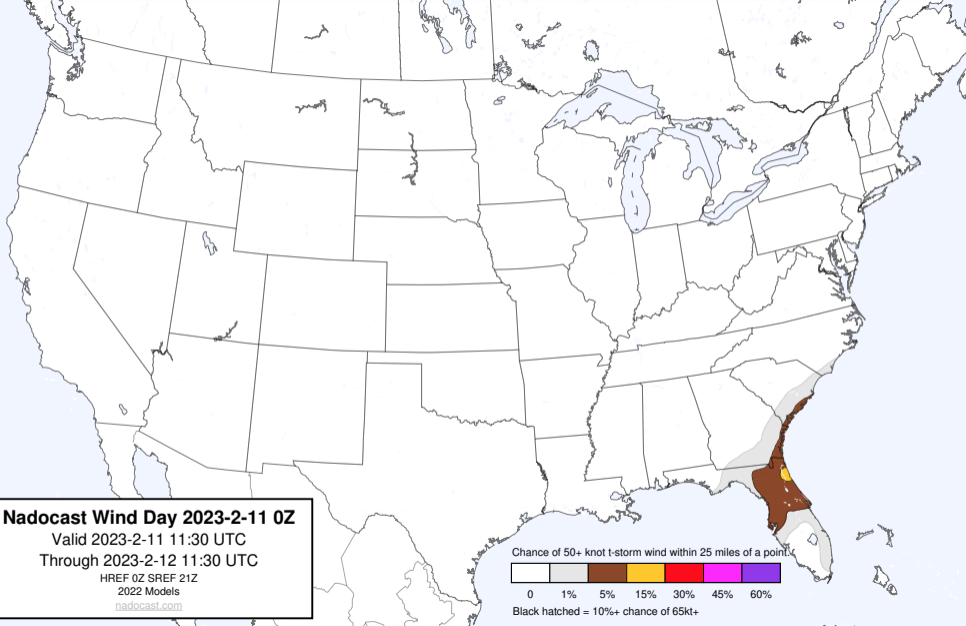 Nadocast Wind Day 2023-2-11 0Z
Valid 2023-2-11 11:30 UTC
Through 2023-2-12 11:30 UTC
HREF 0Z SREF 21Z
2022 Models
nadocast.com
Chance of 50+ knot t-storm wind within 25 miles of a point.
0 1% 5% 15% 30% 45% 60%
Black hatched = 10%+ chance of 65kt+